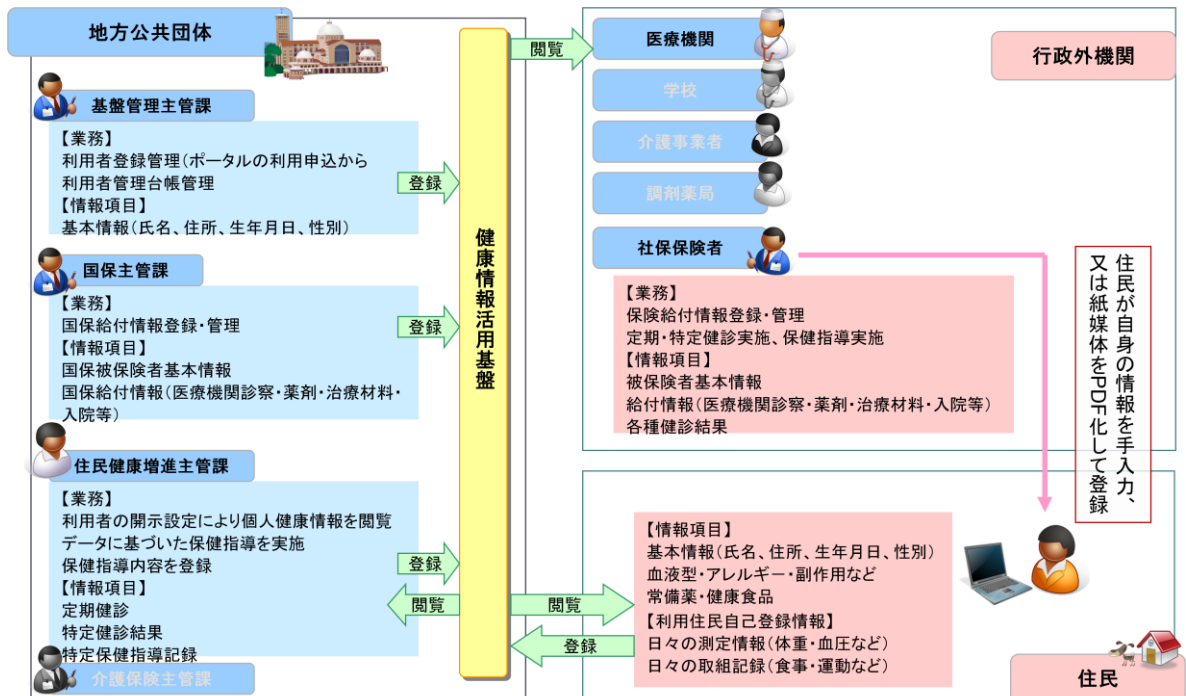 地方公共団体
基盤管理主管課
【業務】
利用者登録管理(ポータルの利用申込から
利用者管理台帳管理
【情報項目】
基本情報(氏名、住所、生年月日、性別)
登録
国保主管課
【業務】
国保給付情報登録・管理
【情報項目】
国保被保険者基本情報
国保給付情報(医療機関診察・薬剤・治療材料・
入院等)
登録
住民健康増進主管課
【業務】
利用者の開示設定により個人健康情報を閲覧
データに基づいた保健指導を実施
保健指導内容を登録
【情報項目】
定期健診
特定健診結果
特定保健指導記録
登録
閲覧
介護保険主管課
健康情報活用基盤
閲覧
行政外機関
医療機関
学校
介護事業者
調剤薬局
社保保険者
【業務】
保険給付情報登録・管理
定期・特定健診実施、保健指導実施
【情報項目】
被保険者基本情報
給付情報(医療機関診察・薬剤・治療材料・入院等)
各種健診結果
住民が自身の情報を手入力、
又は紙媒体をPDF化して登録
閲覧
登録
【情報項目】
基本情報(氏名、住所、生年月日、性別)
血液型・アレルギー・副作用など
常備薬・健康食品
【利用住民自己登録情報】
日々の測定情報(体重・血圧など)
日々の取組記録(食事・運動など)
住民